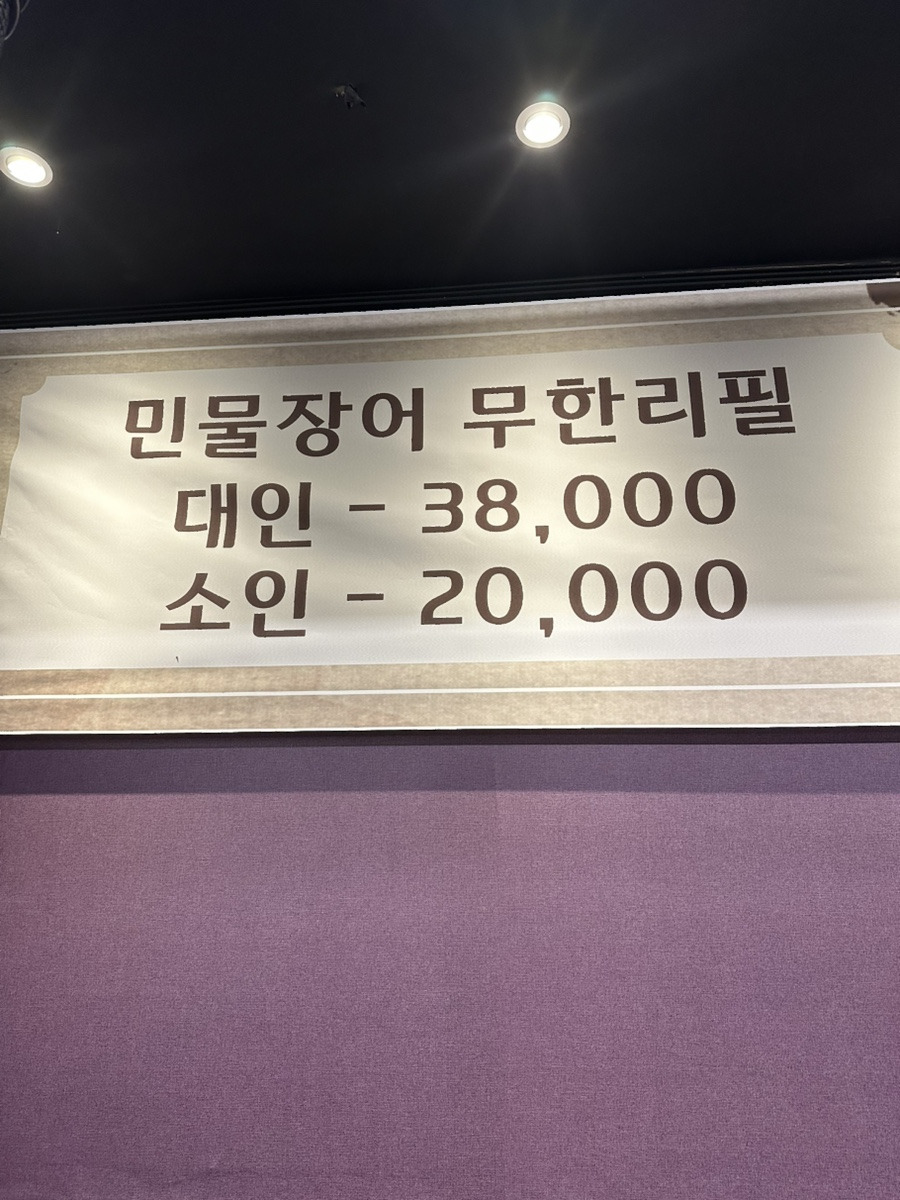 민물장어 무한리필
대인 - 38,000
소인 - 20,000